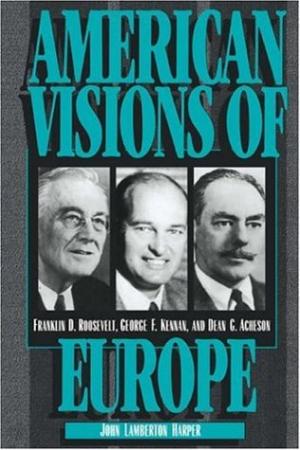 AMERICAN
VISIONS OF
FRANKLIN D. ROOSEVELT, GEORGE F. KENNAN, AND DEAN G. ACHESON
EUROPE
JOHN LAMBERTON HARPER